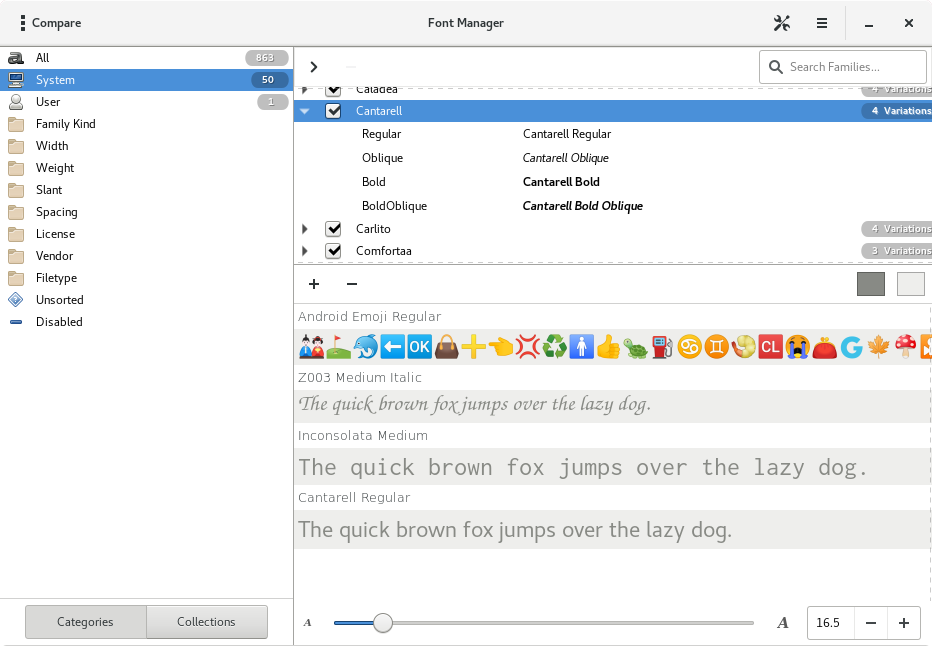 Compare
Font Manager
All 863
System 50
User 1
Family Kind
Width
Weight
Slant
Spacing
License
Vendor
Filetype
Unsorted
Disabled
Categories
Collections
Search Families...
Caladea 4 Variations
Cantarell 4 Variations
Regular Cantarell Regular
Oblique Cantarell Oblique
Bold Cantarell Bold
BoldOblique Cantarell Bold Oblique
Carlito 4 Variations
Comfortaa 3 Variations
Android Emoji Regular
OK CL
Z003 Medium Italic
The quick brown fox jumps over the lazy dog.
Inconsolata Medium
The quick brown fox jumps over the lazy dog.
Cantarell Regular
The quick brown fox jumps over the lazy dog.
A A 16.5